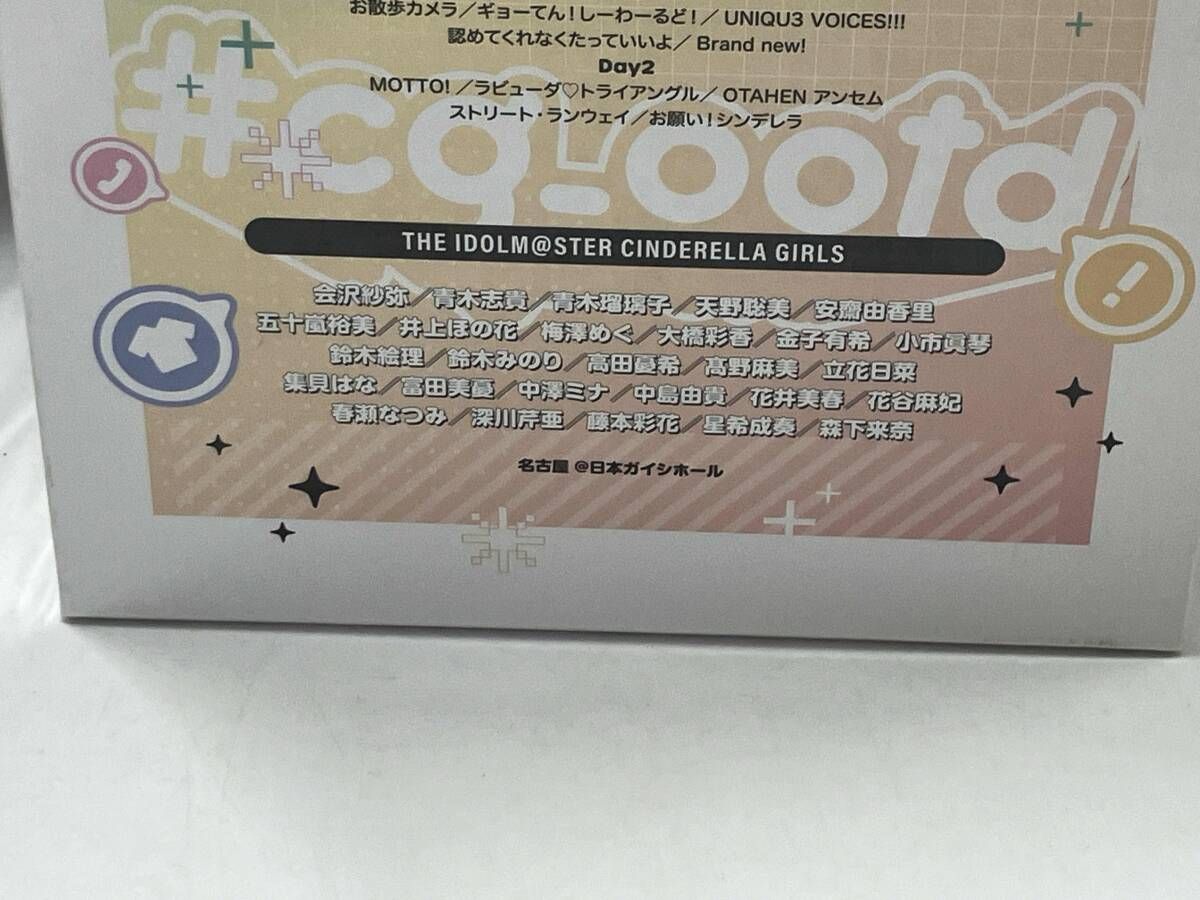 お散歩カメラ／ギョーてん！しーわーるど！／ UNIQU3 VOICES!!!
認めてくれなくたっていいよ／ Brand new!
Day2
MOTTO! ／ラビューダ♡トライアングル／ OTAHEN アンセム
ストリート・ランウェイ／お願い！シンデレラ
#cg_ootd
THE IDOLM@STER CINDERELLA GIRLS
会沢紗弥／青木志貴／青木瑠璃子／天野聡美／安齋由香里
五十嵐裕美／井上ほの花／梅澤めぐ／大橋彩香／金子有希／小市眞琴
鈴木絵理／鈴木みのり／高田憂希／髙野麻美／立花日菜
集貝はな／富田美憂／中澤ミナ／中島由貴／花井美春／花谷麻妃
春瀬なつみ／深川芹亜／藤本彩花／星希成奏／森下来奈
名古屋 @日本ガイシホール